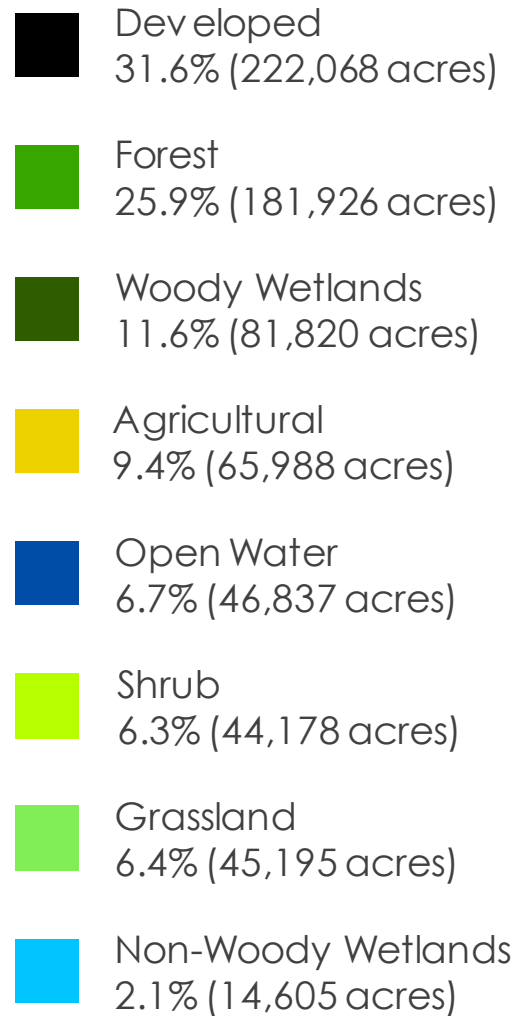 Developed
31.6% (222,068 acres)
Forest
25.9% (181,926 acres)
Woody Wetlands
11.6% (81,820 acres)
Agricultural
9.4% (65,988 acres)
Open Water
6.7% (46,837 acres)
Shrub
6.3% (44,178 acres)
Grassland
6.4% (45,195 acres)
Non-Woody Wetlands
2.1% (14,605 acres)